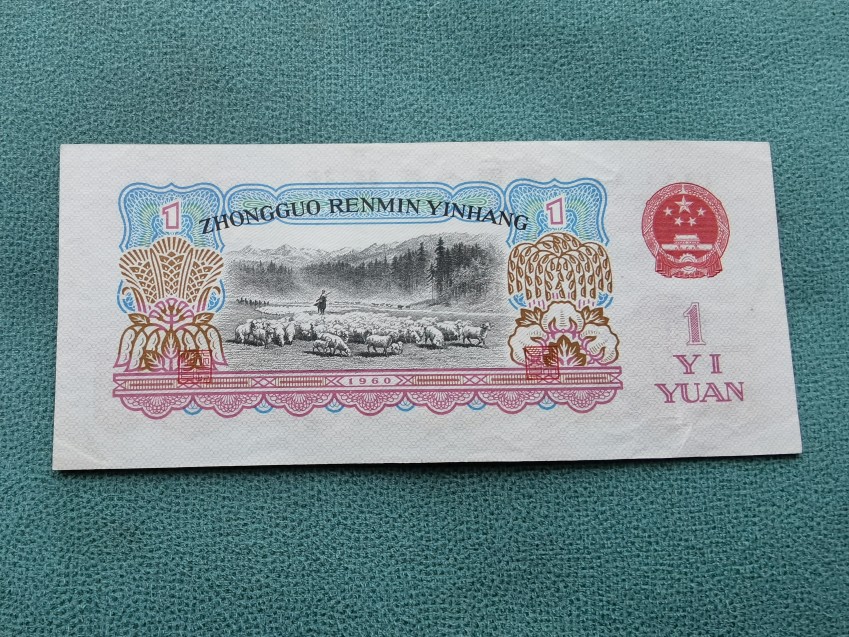 1
ZHONGGUO RENMIN YINHANG
1
1960
1
YI
YUAN